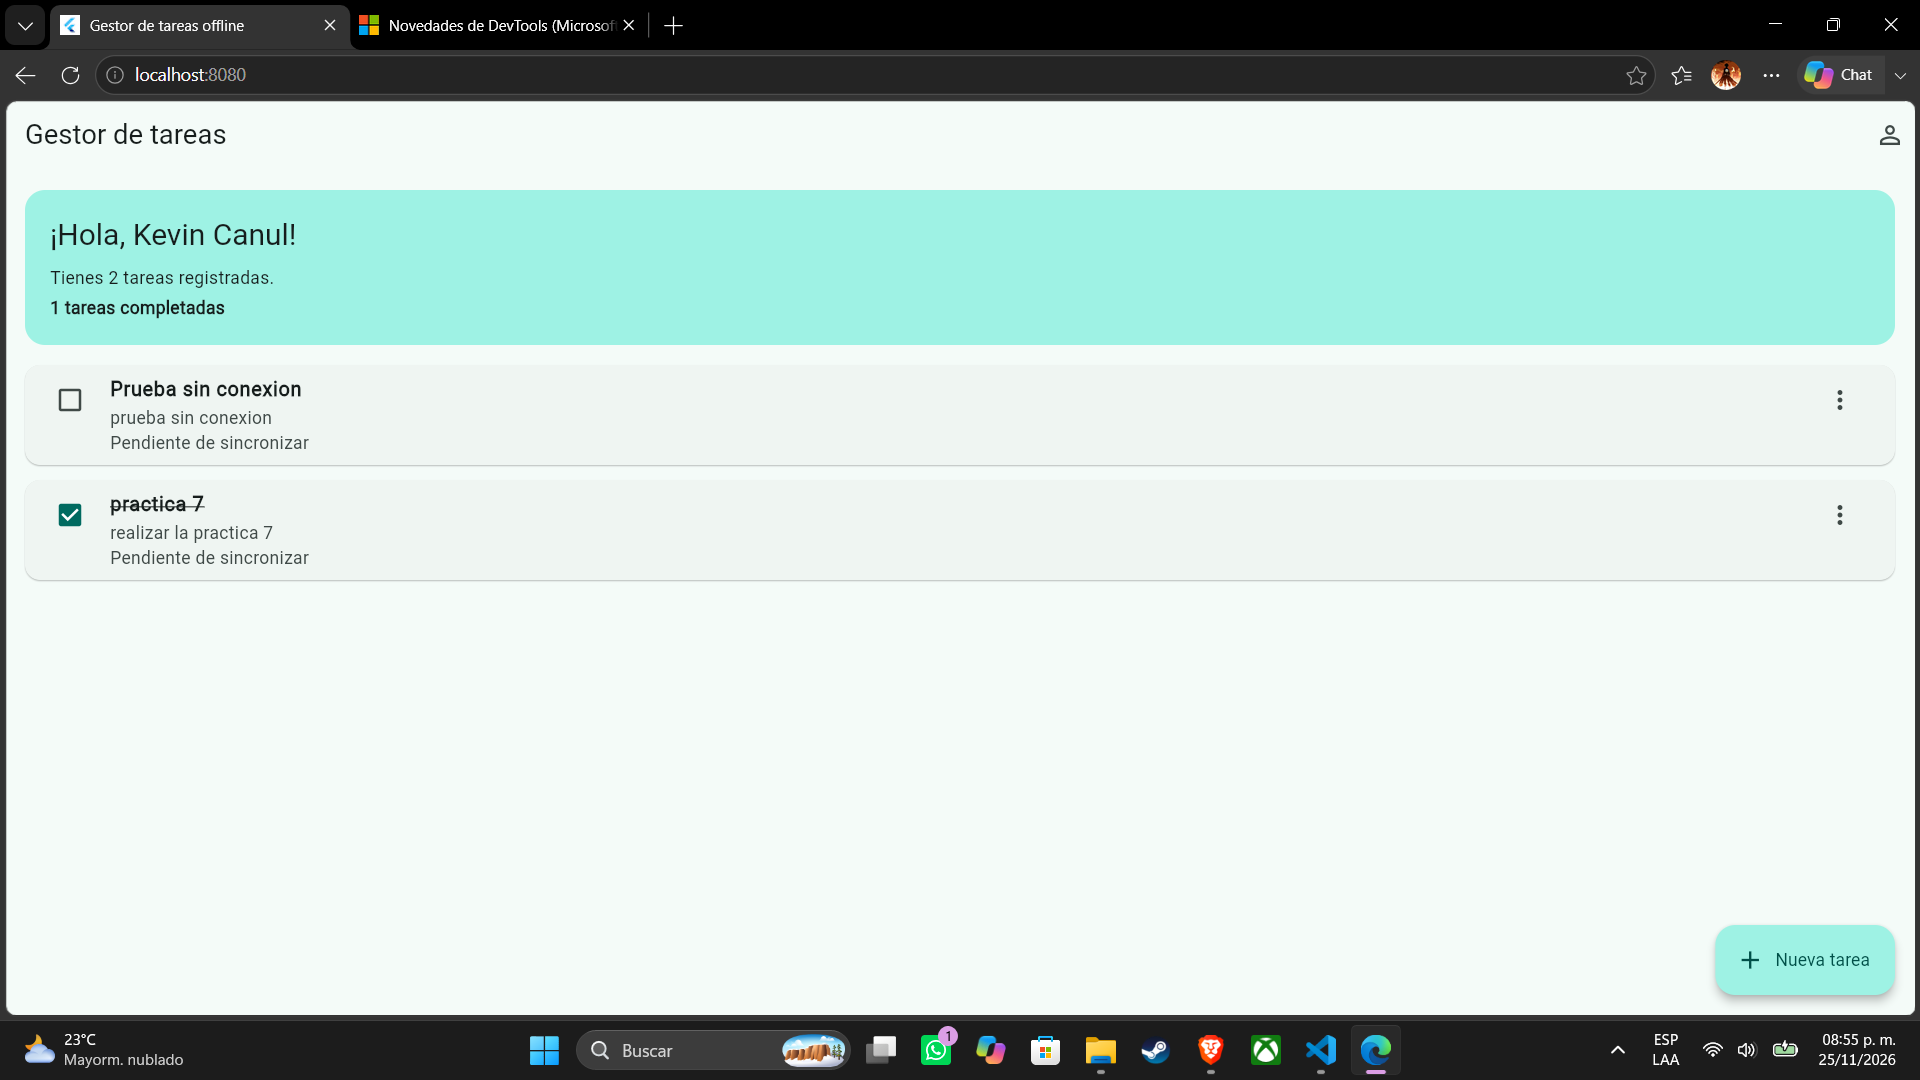 Gestor de tareas offline
Novedades de DevTools (Microsof
localhost:8080
Chat
Gestor de tareas
¡Hola, Kevin Canul!
Tienes 2 tareas registradas.
1 tareas completadas
Prueba sin conexion
prueba sin conexion
Pendiente de sincronizar
practica 7
realizar la practica 7
Pendiente de sincronizar
Nueva tarea
23°C
Mayorm. nublado
Buscar
1
ESP
LAA
08:55 p. m.
25/11/2026